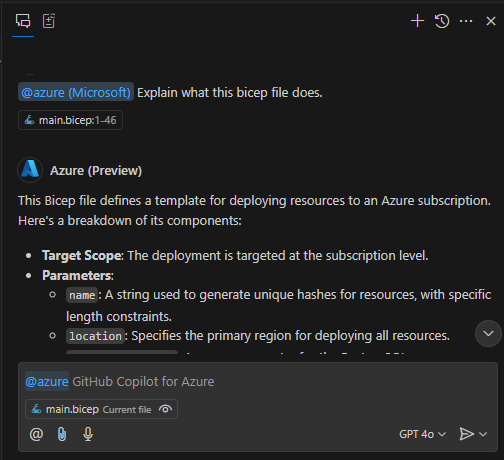 @azure (Microsoft) Explain what this bicep file does.
main.bicep:1-46
Azure (Preview)
This Bicep file defines a template for deploying resources to an Azure subscription.
Here's a breakdown of its components:
• Target Scope: The deployment is targeted at the subscription level.
• Parameters:
name: A string used to generate unique hashes for resources, with specific
length constraints.
location: Specifies the primary region for deploying all resources.
@azure GitHub Copilot for Azure
main.bicep Current file
@ GPT 4o